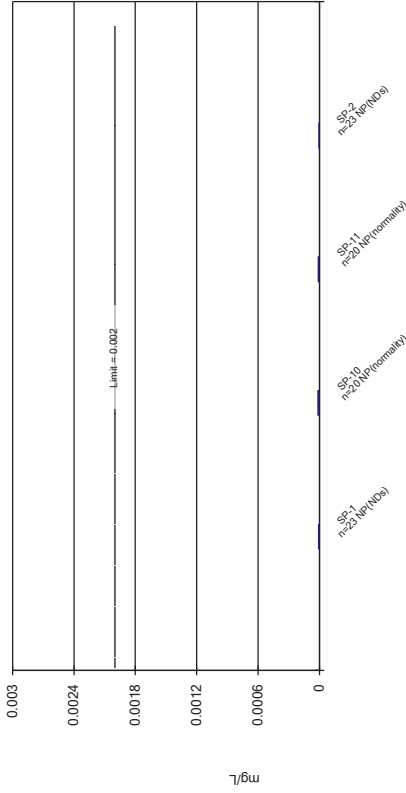 0.003
0.0024
0.0018
0.0012
0.0006
0
mg/L
Limit = 0.002
SP-1
n=23 NP(NDs)
SP-10
n=20 NP(normality)
SP-11
n=20 NP(normality)
SP-2
n=23 NP(NDs)